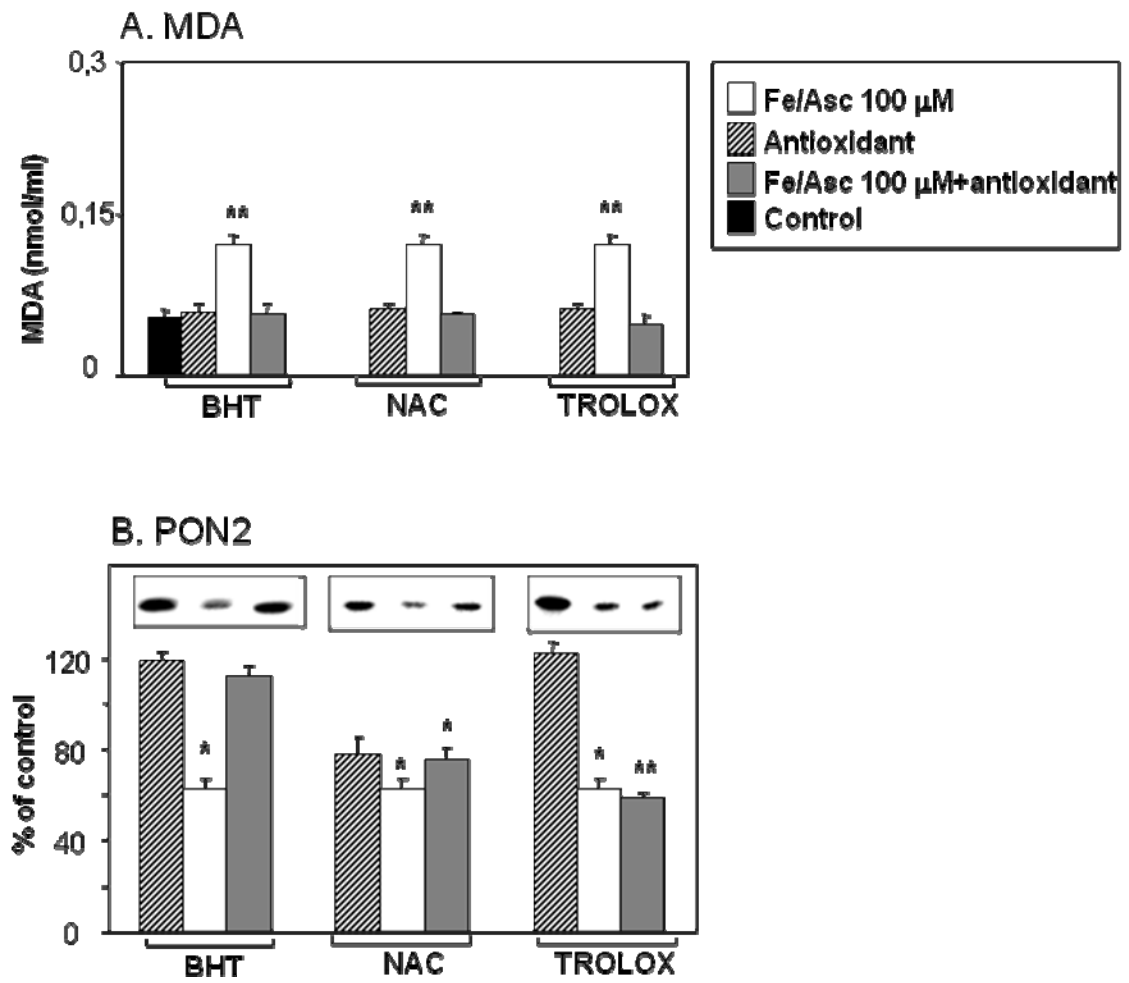 A. MDA
0,3
0,15
0
MDA (nmol/ml)
** ** **
BHT NAC TROLOX
Fe/Asc 100 µM
Antioxidant
Fe/Asc 100 µM+antioxidant
Control
B. PON2
120
80
40
0
% of control
* * * * **
BHT NAC TROLOX